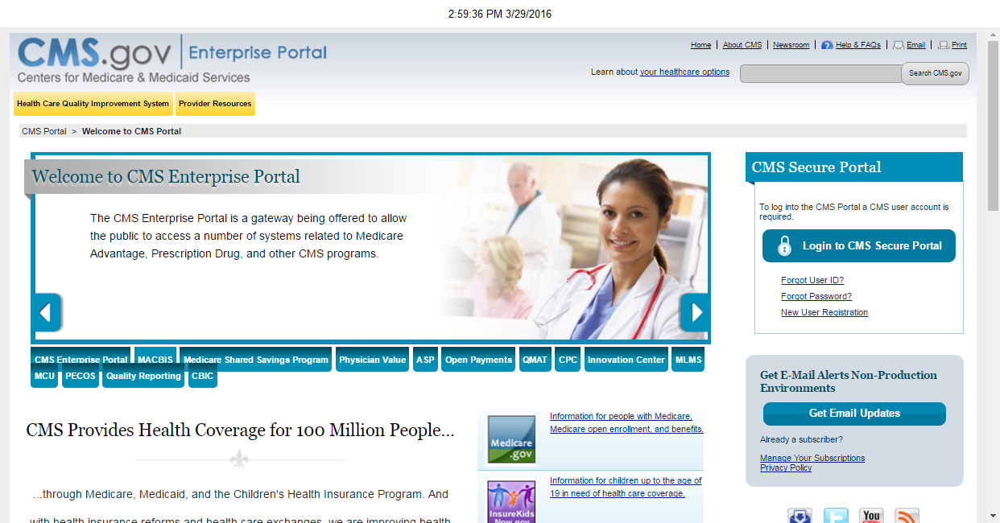 2:59:36 PM 3/29/2016
CMS.gov Enterprise Portal
Centers for Medicare & Medicaid Services
Home | About CMS | Newsroom | Help & FAQs | Email | Print
Learn about your healthcare options
Search CMS.gov
Health Care Quality Improvement System
Provider Resources
CMS Portal > Welcome to CMS Portal
Welcome to CMS Enterprise Portal
The CMS Enterprise Portal is a gateway being offered to allow
the public to access a number of systems related to Medicare
Advantage, Prescription Drug, and other CMS programs.
CMS Enterprise Portal MACBIS Medicare Shared Savings Program Physician Value ASP Open Payments QMAT CPC Innovation Center MLMS
MCU PECOS Quality Reporting CBIC
CMS Secure Portal
To log into the CMS Portal a CMS user account is
required.
Login to CMS Secure Portal
Forgot User ID?
Forgot Password?
New User Registration
Get E-Mail Alerts Non-Production
Environments
Get Email Updates
Already a subscriber?
Manage Your Subscriptions
Privacy Policy
You
CMS Provides Health Coverage for 100 Million People...
...through Medicare, Medicaid, and the Children's Health Insurance Program. And
with health insurance reforms and health care exchanges, we are improving health
Medicare
.gov
Information for people with Medicare,
Medicare open enrollment, and benefits.
InsureKids
Now.gov
Information for children up to the age of
19 in need of health care coverage.